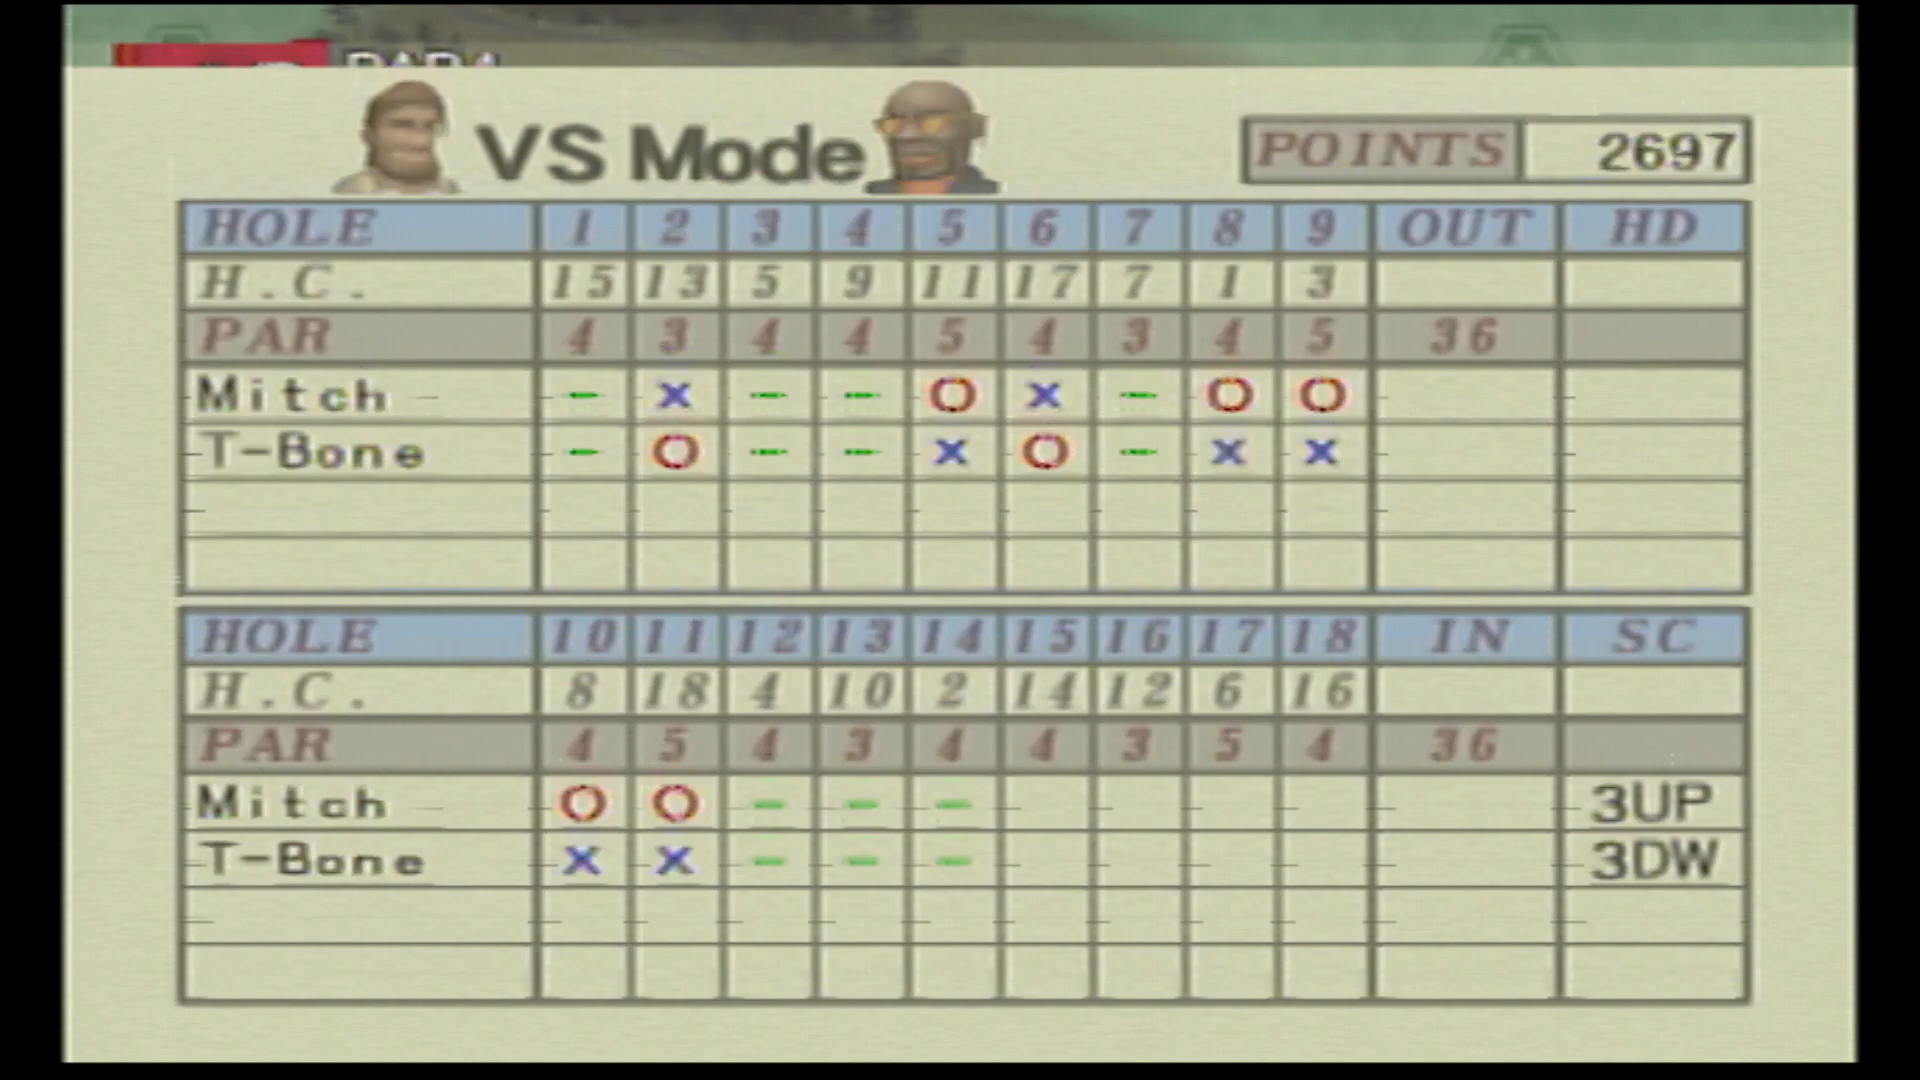 VS Mode POINTS 2697
HOLE 1 2 3 4 5 6 7 8 9 OUT HD
H.C. 15 13 5 9 11 17 7 1 3
PAR 4 3 4 4 5 4 3 4 5 36
Mitch - x - - O x - O O
T-Bone - O - - x O - x x
HOLE 10 11 12 13 14 15 16 17 18 IN SC
H.C. 8 18 4 10 2 14 12 6 16
PAR 4 5 4 3 4 4 3 5 4 36
Mitch O O - - - 3UP
T-Bone X X - - - 3DW